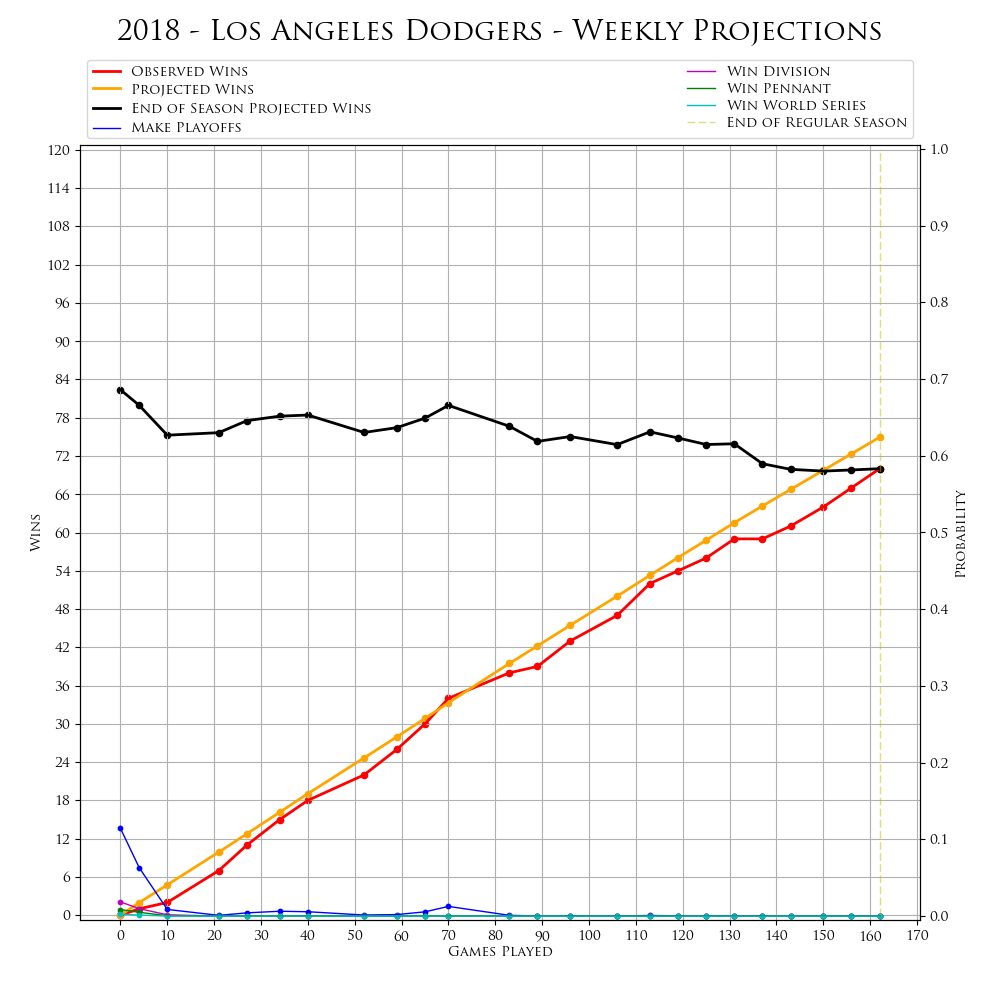 2018 - Los Angeles Dodgers - Weekly Projections
Observed Wins
Projected Wins
End of Season Projected Wins
Make Playoffs
Win Division
Win Pennant
Win World Series
End of Regular Season
120
114
108
102
96
90
84
78
72
66
60
54
48
42
36
30
24
18
12
6
0
Wins
1.0
0.9
0.8
0.7
0.6
0.5
0.4
0.3
0.2
0.1
0.0
Probability
0 10 20 30 40 50 60 70 80 90 100 110 120 130 140 150 160 170
Games Played